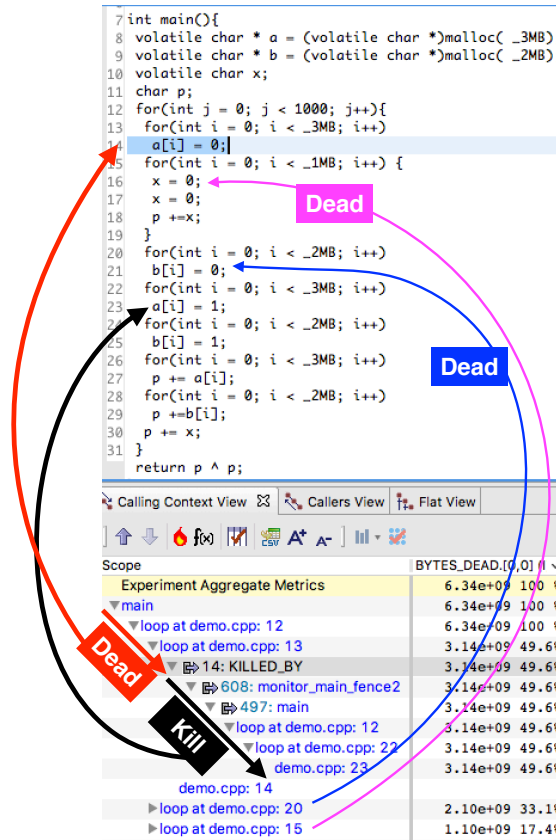 7 int main(){
8 volatile char * a = (volatile char *)malloc( _3MB)
9 volatile char * b = (volatile char *)malloc( _2MB)
10 volatile char x;
11 char p;
12 for(int j = 0; j < 1000; j++){
13 for(int i = 0; i < _3MB; i++)
14 a[i] = 0;
15 for(int i = 0; i < _1MB; i++) {
16 x = 0;
17 x = 0;
18 p +=x;
19 }
20 for(int i = 0; i < _2MB; i++)
21 b[i] = 0;
22 for(int i = 0; i < _3MB; i++)
23 a[i] = 1;
24 for(int i = 0; i < _2MB; i++)
25 b[i] = 1;
26 for(int i = 0; i < _3MB; i++)
27 p += a[i];
28 for(int i = 0; i < _2MB; i++)
29 p +=b[i];
30 p += x;
31 }
return p ^ p;
Dead
Dead
Calling Context View Callers View Flat View
f(x) CSV A+ A-
Scope BYTES_DEAD.[0,0] (I
Experiment Aggregate Metrics 6.34e+09 100 %
main 6.34e+09 100 %
loop at demo.cpp: 12 6.34e+09 100 %
loop at demo.cpp: 13 3.14e+09 49.6%
14: KILLED_BY 3.14e+09 49.6%
608: monitor_main_fence2 3.14e+09 49.6%
497: main 3.14e+09 49.6%
loop at demo.cpp: 12 3.14e+09 49.6%
loop at demo.cpp: 22 3.14e+09 49.6%
demo.cpp: 23 3.14e+09 49.6%
demo.cpp: 14
loop at demo.cpp: 20 2.10e+09 33.1%
loop at demo.cpp: 15 1.10e+09 17.4%
Dead
Kill